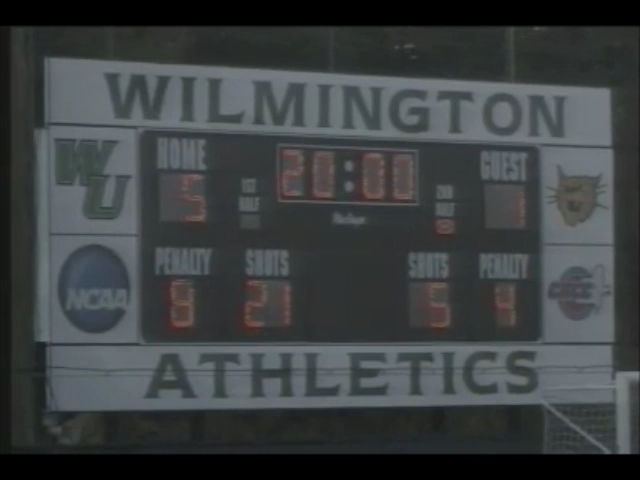 WILMINGTON
WU
HOME
20:00
GUEST
5
1ST
HALF
2ND
HALF
1
NCAA
PENALTY
SHOTS
SHOTS
PENALTY
21
5
4
ATHLETICS